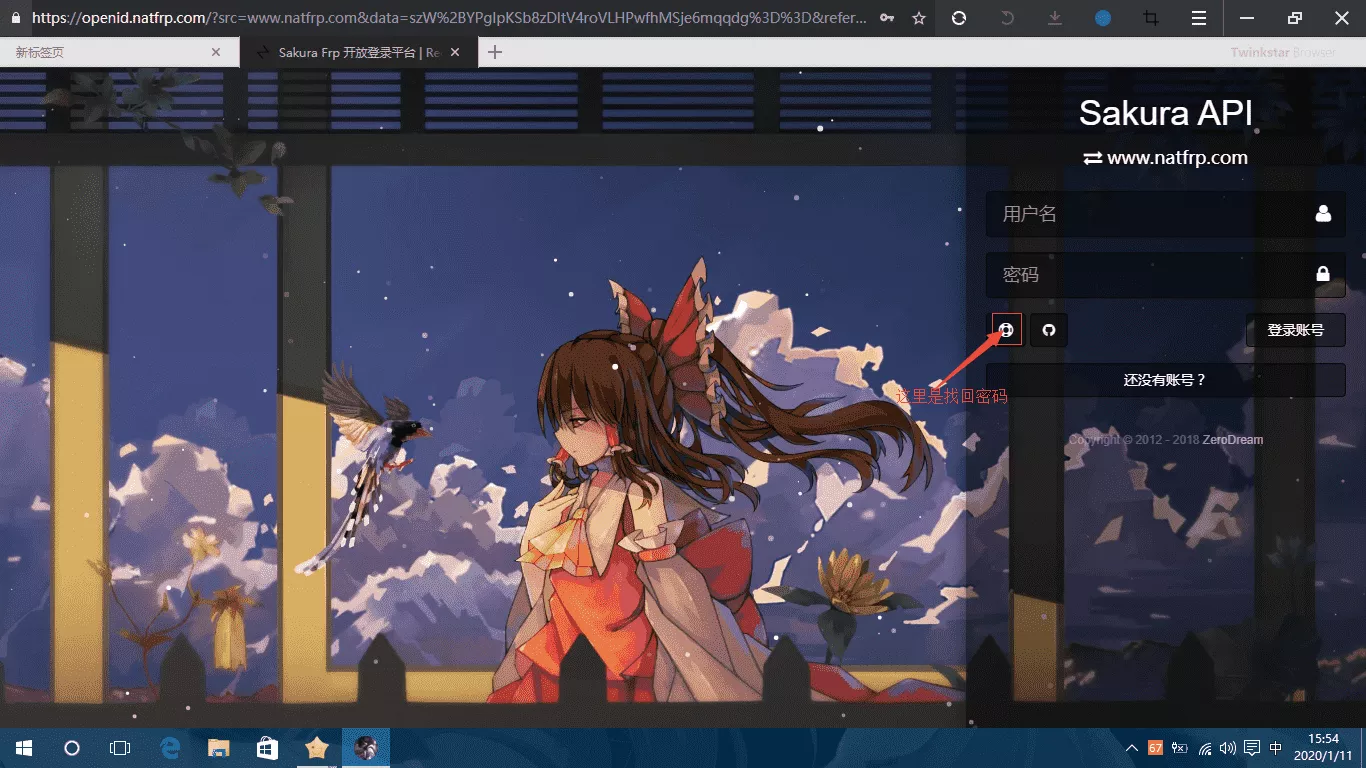 https://openid.natfrp.com/?src=www.natfrp.com&data=szW%2BYPgIpKSb8zDltV4roVLHPwfhMSje6mqqdg%3D%3D&refer...
新标签页
Sakura Frp 开放登录平台 | Re
Twinkstar Browser
Sakura API
www.natfrp.com
用户名
密码
登录账号
还没有账号？
这里是找回密码
Copyright © 2012 - 2018 ZeroDream
67
中
15:54
2020/1/11